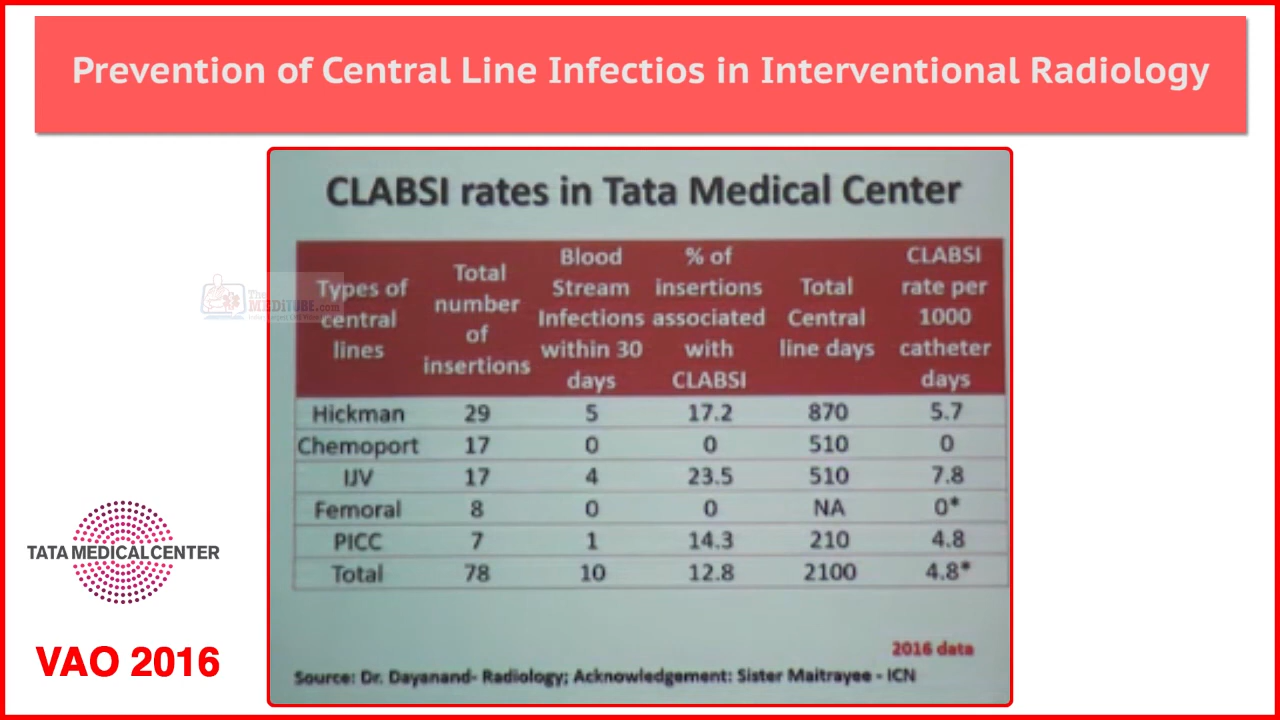 Prevention of Central Line Infectios in Interventional Radiology
CLABSI rates in Tata Medical Center
Types of central lines | Total number of insertions | Blood Stream Infections within 30 days | % of insertions associated with CLABSI | Total Central line days | CLABSI rate per 1000 catheter days
Hickman 29 5 17.2 870 5.7
Chemoport 17 0 0 510 0
IJV 17 4 23.5 510 7.8
Femoral 8 0 0 NA 0*
PICC 7 1 14.3 210 4.8
Total 78 10 12.8 2100 4.8*
2016 data
Source: Dr. Dayanand- Radiology; Acknowledgement: Sister Maitrayee - ICN
The
MEDITUBE.com
TATA MEDICAL CENTER
VAO 2016